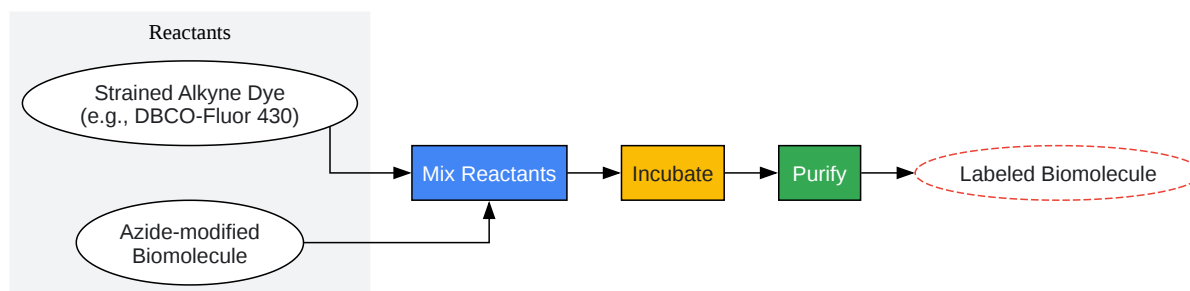 Reactants
Strained Alkyne Dye
(e.g., DBCO-Fluor 430)
Azide-modified
Biomolecule
Mix Reactants
Incubate
Purify
Labeled Biomolecule